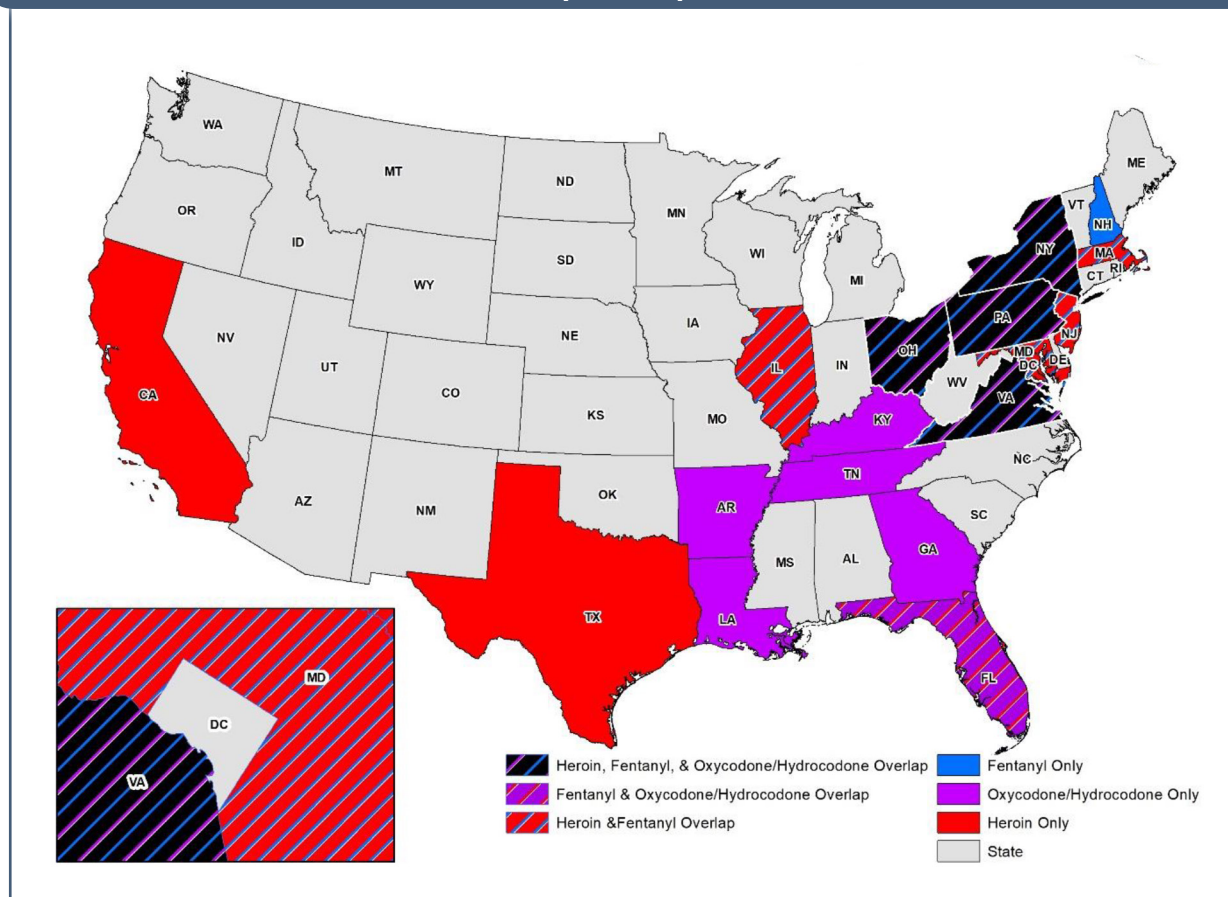 WA
MT
ND
MN
ME
OR
ID
SD
WI
MI
VT
NH
NY
MA
CT
RI
WY
IA
NE
PA
NJ
NV
UT
CO
IL
IN
OH
MD
DE
DC
WV
VA
CA
KS
MO
KY
AZ
NM
OK
TN
NC
AR
SC
MS
AL
GA
TX
LA
FL
MD
DC
VA
Heroin, Fentanyl, & Oxycodone/Hydrocodone Overlap
Fentanyl & Oxycodone/Hydrocodone Overlap
Heroin &Fentanyl Overlap
Fentanyl Only
Oxycodone/Hydrocodone Only
Heroin Only
State